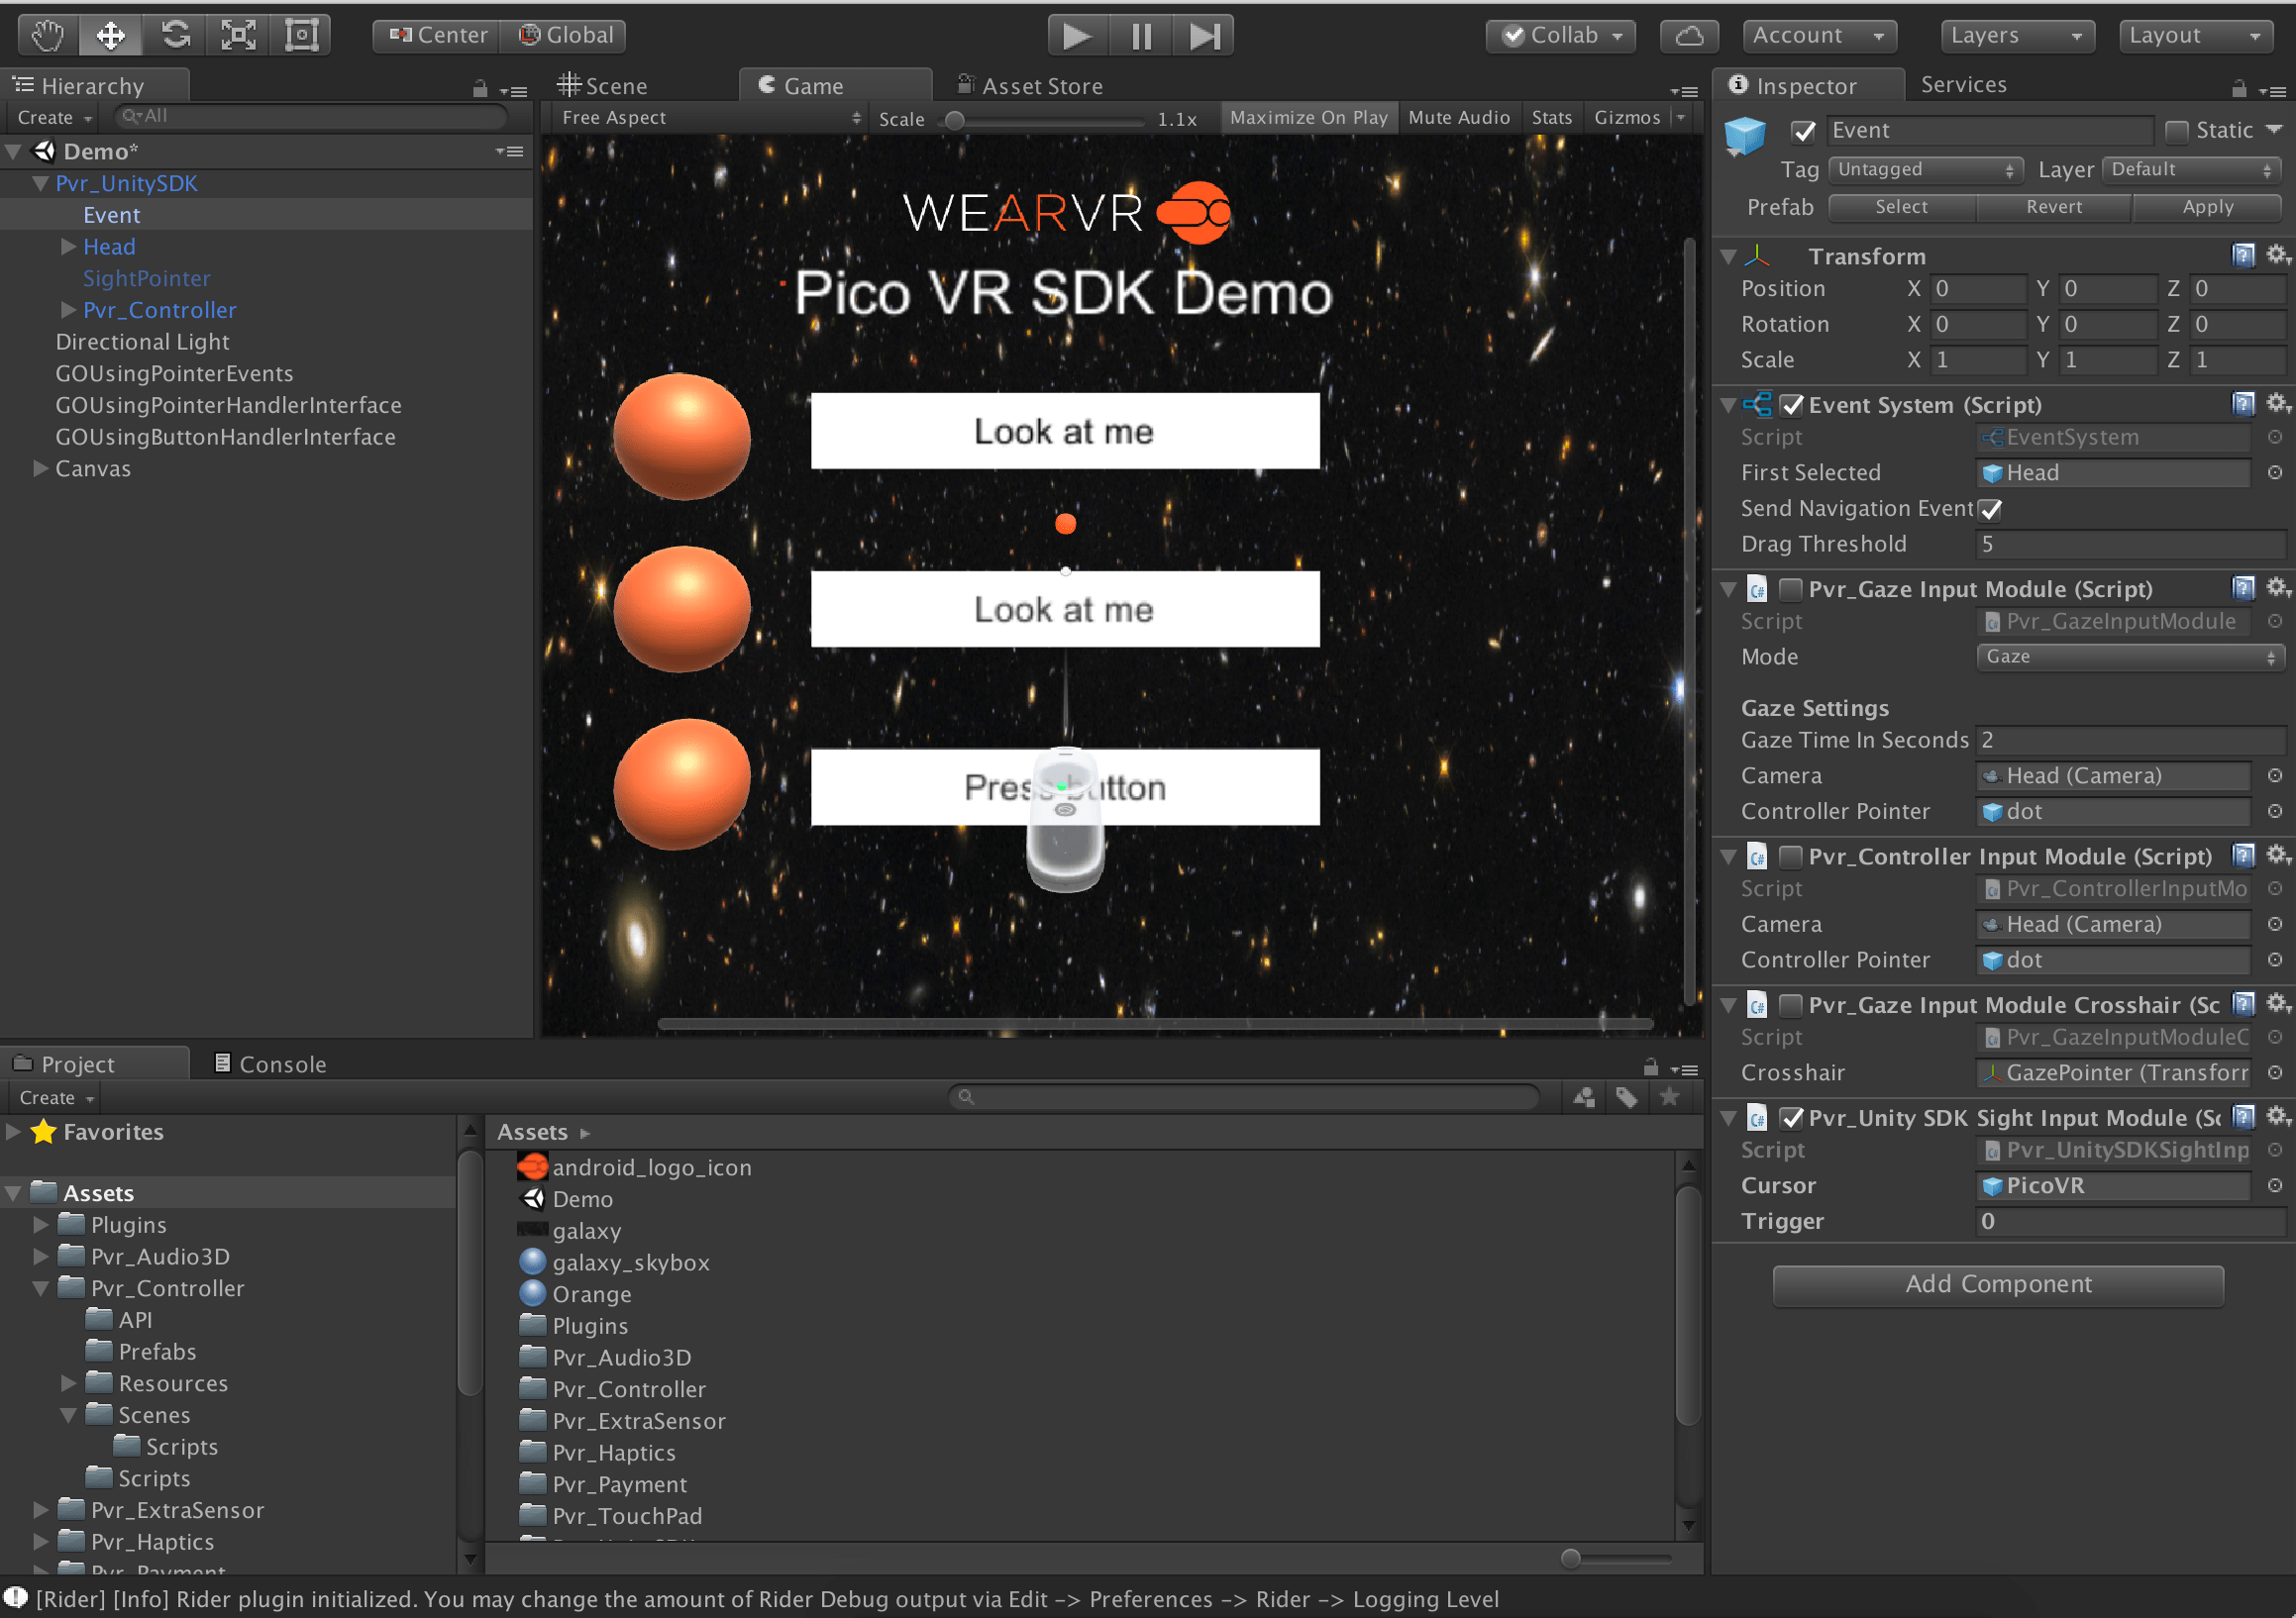 Center Global Collab Account Layers Layout
Hierarchy
Create All
Demo*
Pvr_UnitySDK
Event
Head
SightPointer
Pvr_Controller
Directional Light
GOUsingPointerEvents
GOUsingPointerHandlerInterface
GOUsingButtonHandlerInterface
Canvas
Scene Game Asset Store
Free Aspect Scale 1.1x Maximize On Play Mute Audio Stats Gizmos
WEARVR
Pico VR SDK Demo
Look at me
Look at me
Press button
Inspector Services
Event Static
Tag Untagged Layer Default
Prefab Select Revert Apply
Transform
Position X 0 Y 0 Z 0
Rotation X 0 Y 0 Z 0
Scale X 1 Y 1 Z 1
Event System (Script)
Script EventSystem
First Selected Head
Send Navigation Event
Drag Threshold 5
Pvr_Gaze Input Module (Script)
Script Pvr_GazeInputModule
Mode Gaze
Gaze Settings
Gaze Time In Seconds 2
Camera Head (Camera)
Controller Pointer dot
Pvr_Controller Input Module (Script)
Script Pvr_ControllerInputMo
Camera Head (Camera)
Controller Pointer dot
Pvr_Gaze Input Module Crosshair (Sc
Script Pvr_GazeInputModuleC
Crosshair GazePointer (Transforr
Pvr_Unity SDK Sight Input Module (Sc
Script Pvr_UnitySDKSightInp
Cursor PicoVR
Trigger 0
Add Component
Project Console
Create
Favorites
Assets
Plugins
Pvr_Audio3D
Pvr_Controller
API
Prefabs
Resources
Scenes
Scripts
Scripts
Pvr_ExtraSensor
Pvr_Haptics
Pvr_Payment
Assets
android_logo_icon
Demo
galaxy
galaxy_skybox
Orange
Plugins
Pvr_Audio3D
Pvr_Controller
Pvr_ExtraSensor
Pvr_Haptics
Pvr_Payment
Pvr_TouchPad
[Rider] [Info] Rider plugin initialized. You may change the amount of Rider Debug output via Edit -> Preferences -> Rider -> Logging Level